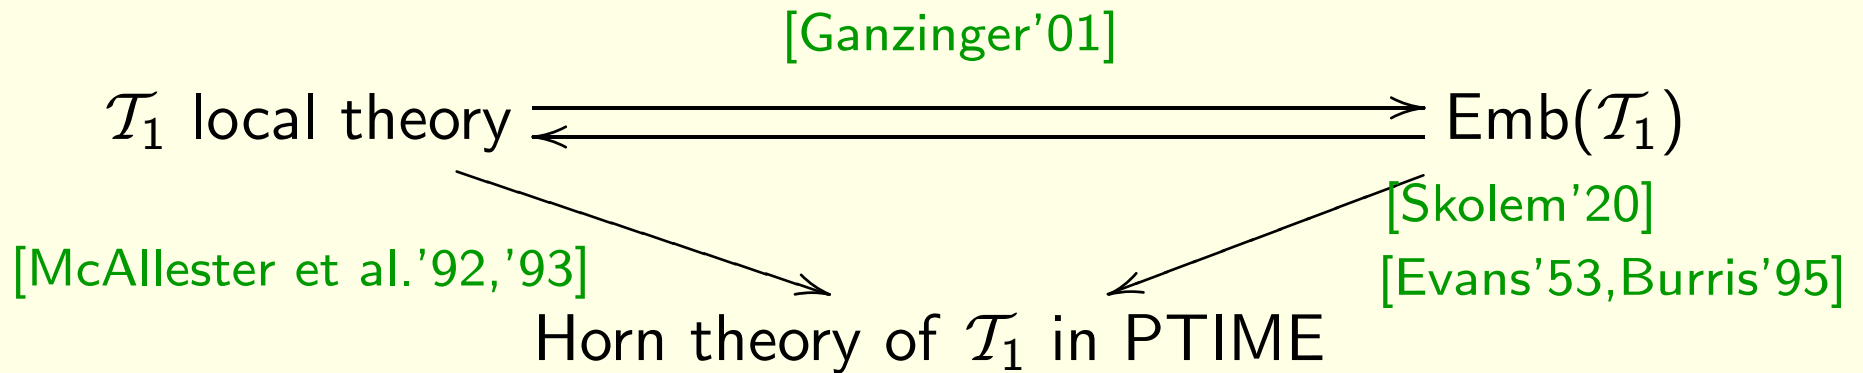 [Ganzinger'01]
𝒯₁ local theory
Emb(𝒯₁)
[Skolem'20]
[McAllester et al.'92,'93]
[Evans'53,Burris'95]
Horn theory of 𝒯₁ in PTIME